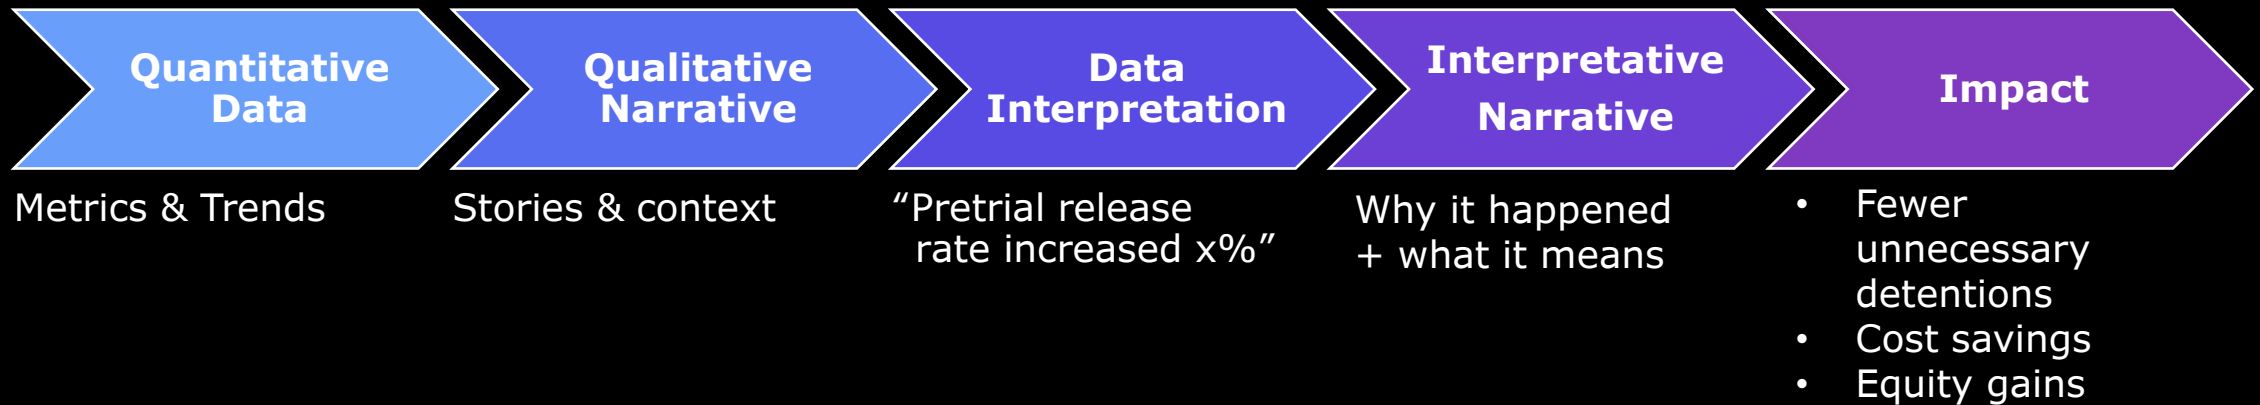 Quantitative
Data
Qualitative
Narrative
Data
Interpretation
Interpretative
Narrative
Impact
Metrics & Trends
Stories & context
“Pretrial release
rate increased x%”
Why it happened
+ what it means
• Fewer
unnecessary
detentions
• Cost savings
• Equity gains